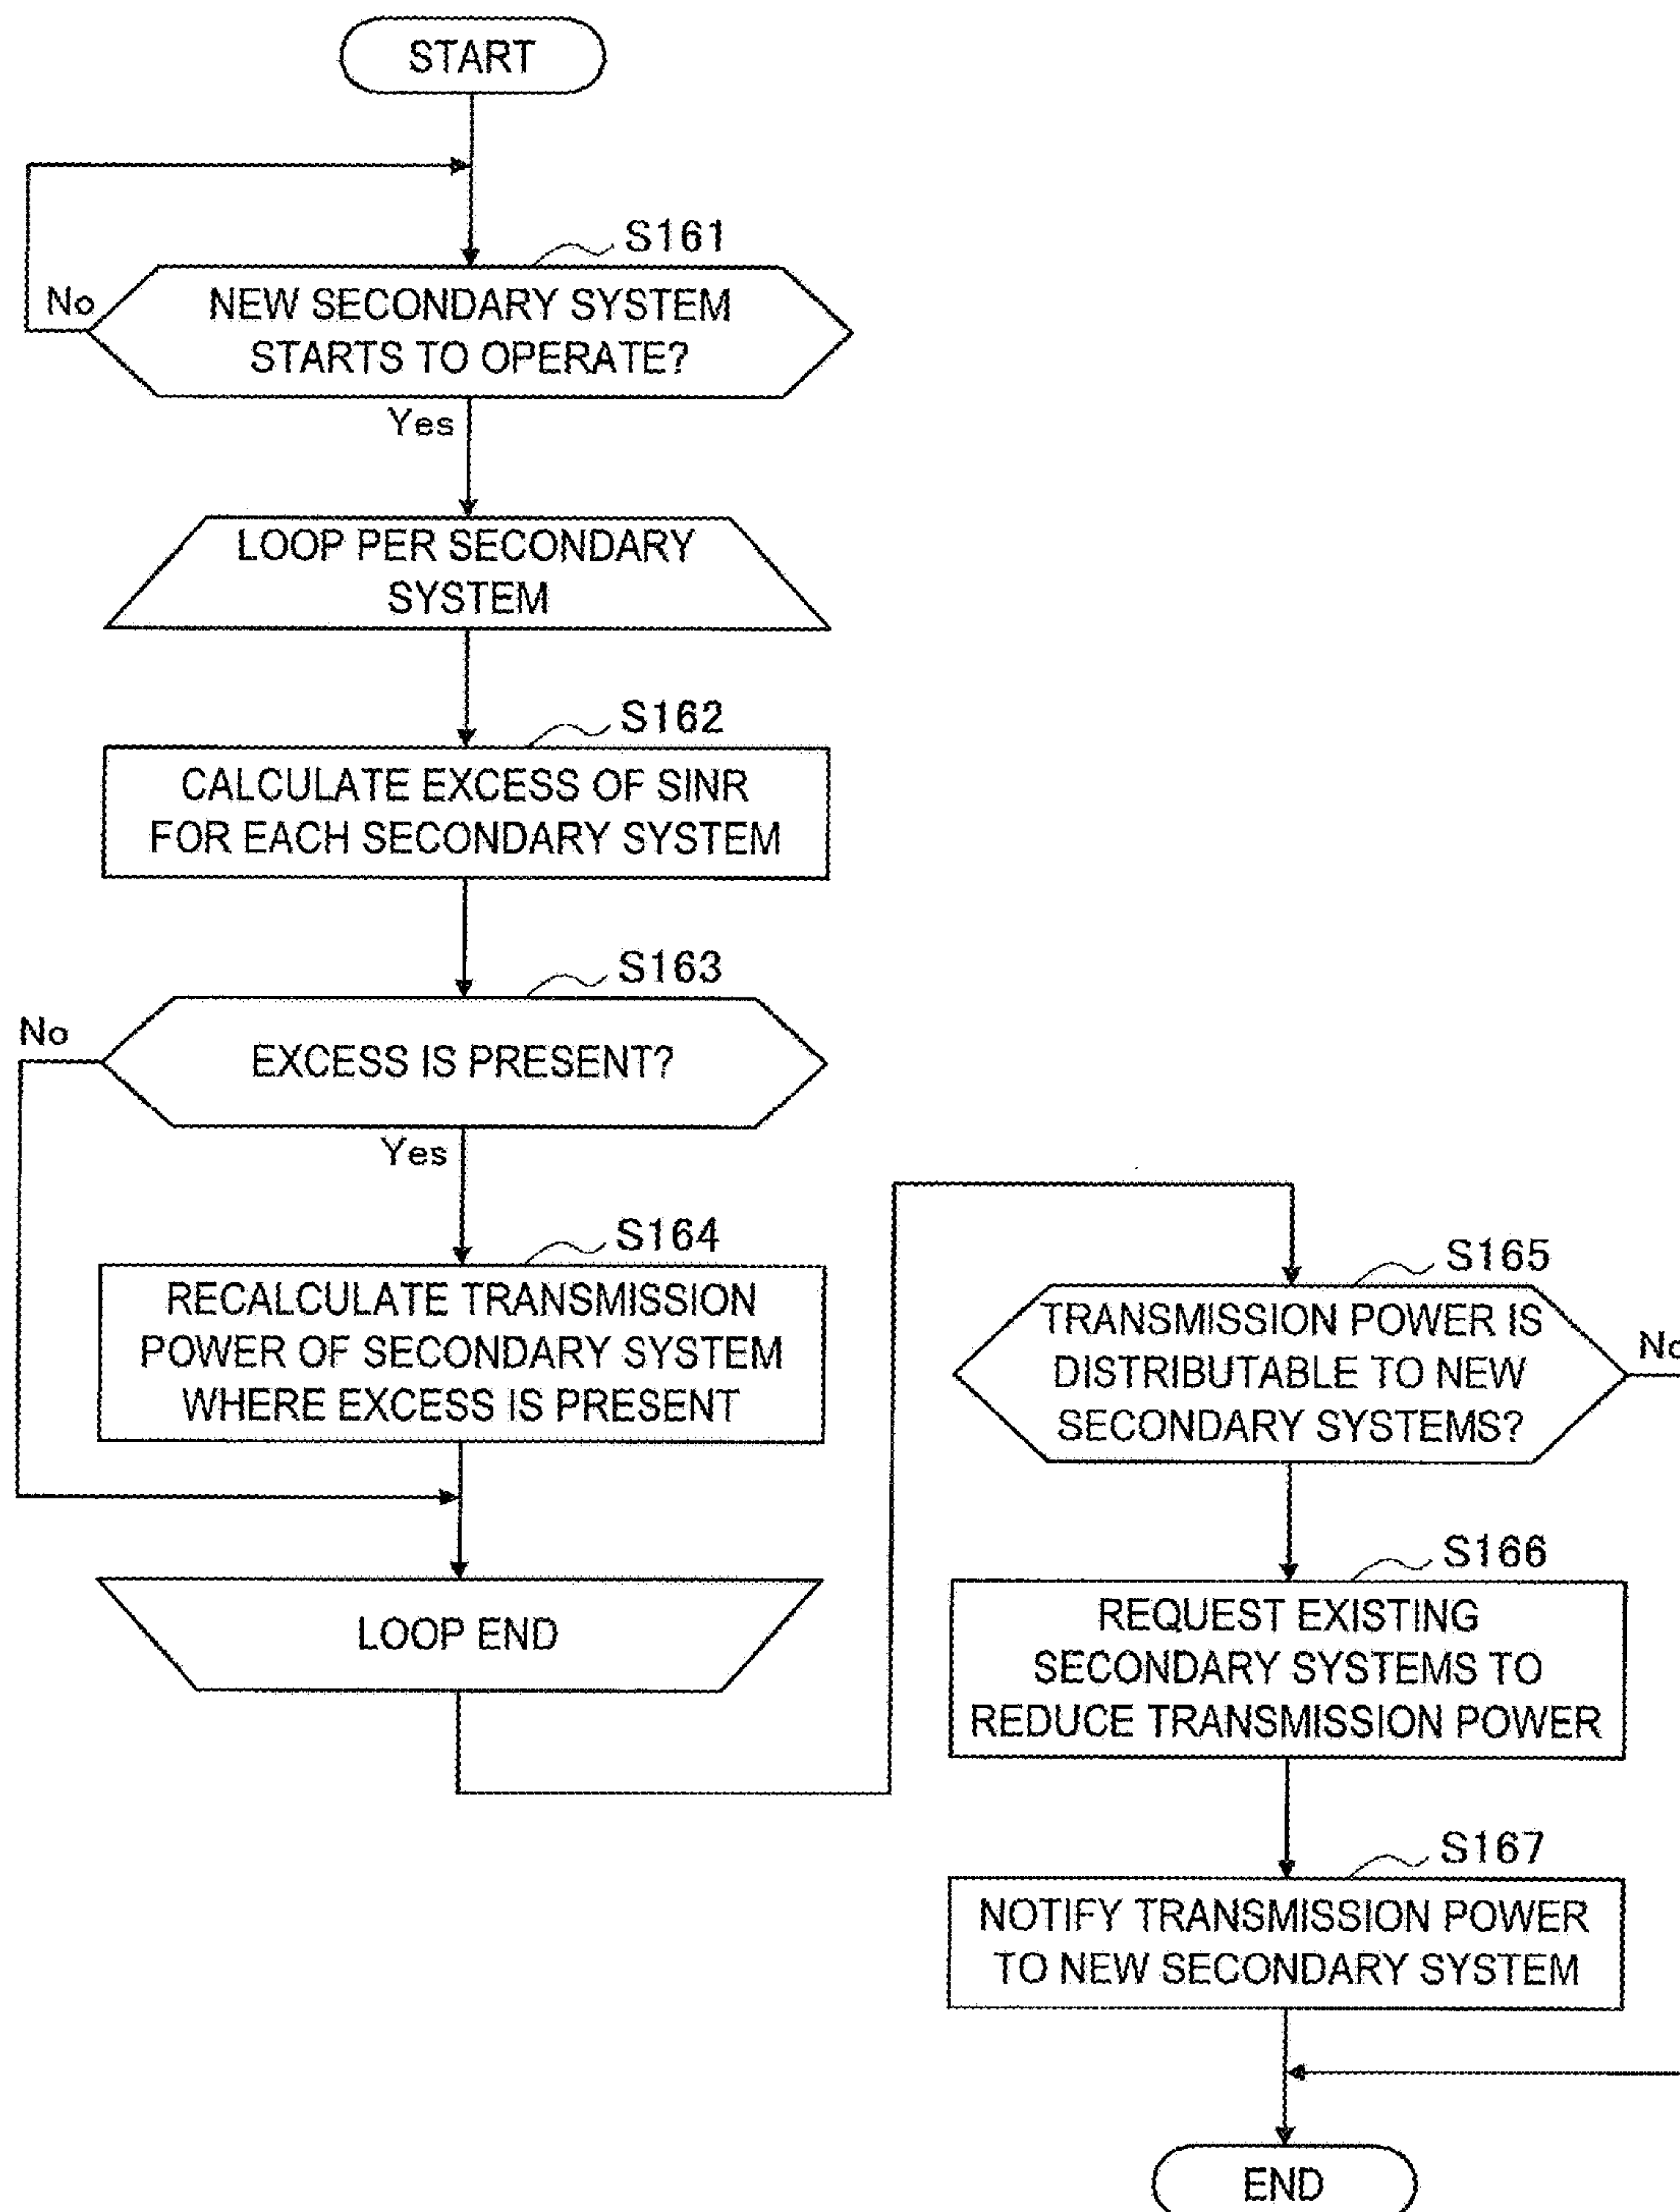 START
S161
No
NEW SECONDARY SYSTEM
STARTS TO OPERATE?
Yes
LOOP PER SECONDARY
SYSTEM
S162
CALCULATE EXCESS OF SINR
FOR EACH SECONDARY SYSTEM
S163
No
EXCESS IS PRESENT?
Yes
S164
RECALCULATE TRANSMISSION
POWER OF SECONDARY SYSTEM
WHERE EXCESS IS PRESENT
LOOP END
S165
TRANSMISSION POWER IS
DISTRIBUTABLE TO NEW
SECONDARY SYSTEMS?
No
S166
REQUEST EXISTING
SECONDARY SYSTEMS TO
REDUCE TRANSMISSION POWER
S167
NOTIFY TRANSMISSION POWER
TO NEW SECONDARY SYSTEM
END